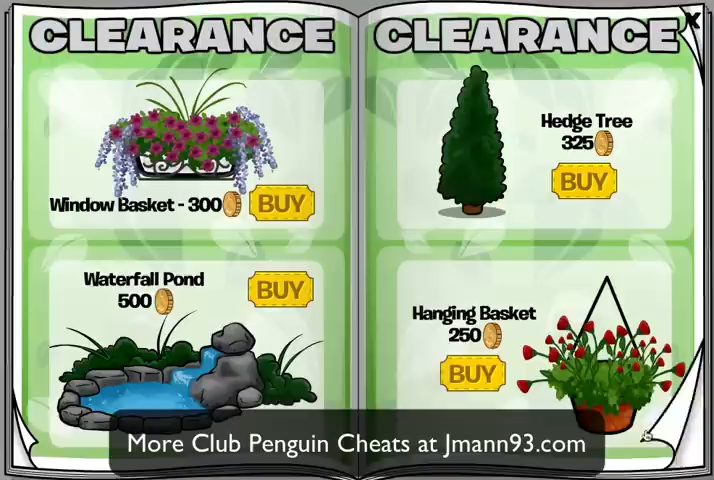 CLEARANCE
Window Basket - 300
BUY
Waterfall Pond
500
BUY
CLEARANCE
X
Hedge Tree
325
BUY
Hanging Basket
250
BUY
More Club Penguin Cheats at Jmann93.com